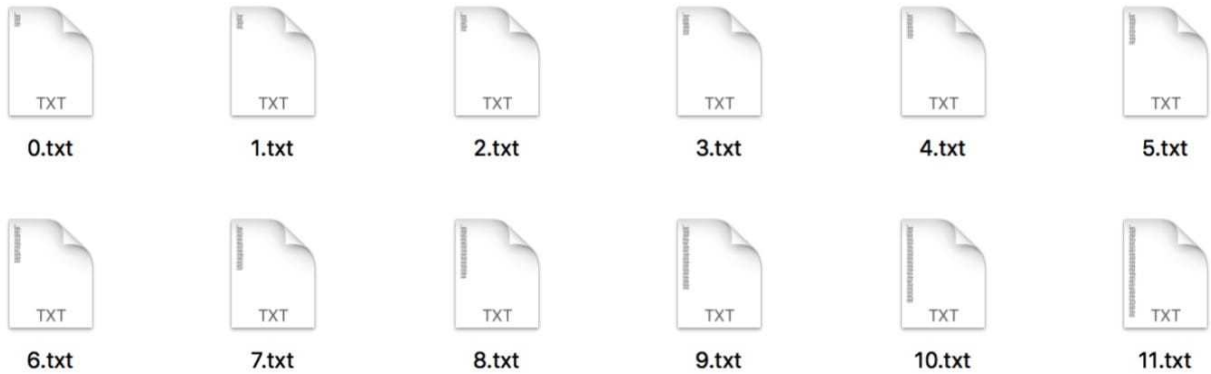 TXT TXT TXT TXT TXT TXT
0.txt 1.txt 2.txt 3.txt 4.txt 5.txt
TXT TXT TXT TXT TXT TXT
6.txt 7.txt 8.txt 9.txt 10.txt 11.txt